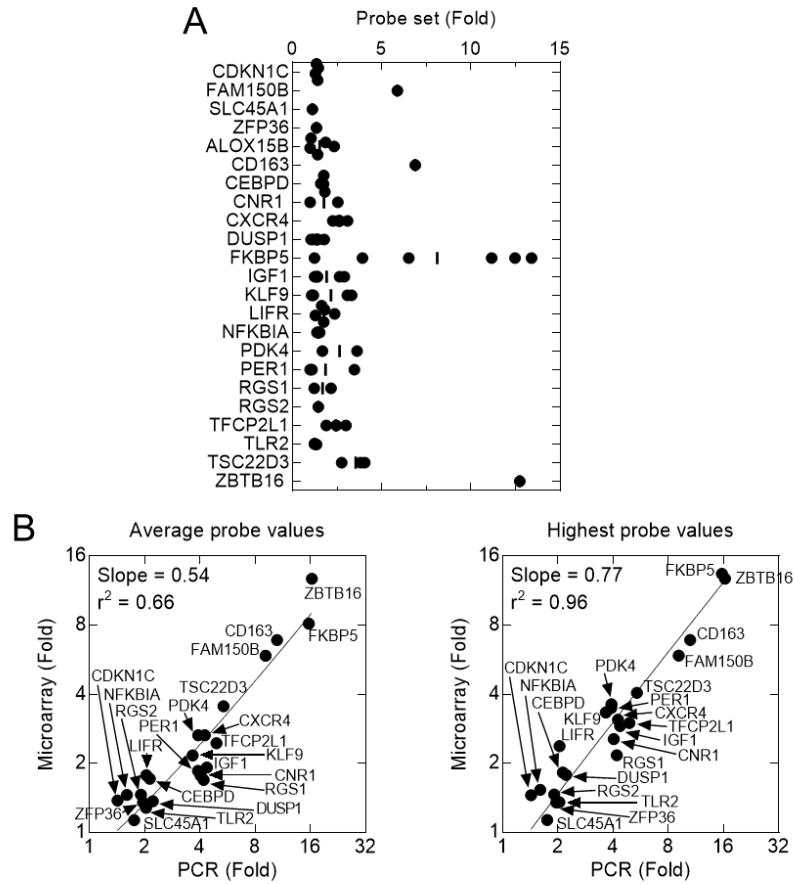 A
Probe set (Fold)
0 5 10 15
CDKN1C
FAM150B
SLC45A1
ZFP36
ALOX15B
CD163
CEBPD
CNR1
CXCR4
DUSP1
FKBP5
IGF1
KLF9
LIFR
NFKBIA
PDK4
PER1
RGS1
RGS2
TFCP2L1
TLR2
TSC22D3
ZBTB16
B
Average probe values
Slope = 0.54
r² = 0.66
Microarray (Fold)
16
8
4
2
1
ZBTB16
FKBP5
CD163
FAM150B
TSC22D3
CDKN1C
NFKBIA
RGS2
PDK4
PER1
LIFR
CXCR4
TFCP2L1
KLF9
IGF1
CNR1
RGS1
CEBPD
DUSP1
ZFP36
TLR2
SLC45A1
1 2 4 8 16 32
PCR (Fold)
Highest probe values
Slope = 0.77
r² = 0.96
Microarray (Fold)
16
8
4
2
1
FKBP5
ZBTB16
CD163
FAM150B
CDKN1C
PDK4
TSC22D3
NFKBIA
PER1
CEBPD
KLF9
CXCR4
LIFR
TFCP2L1
IGF1
CNR1
RGS1
DUSP1
RGS2
TLR2
ZFP36
SLC45A1
1 2 4 8 16 32
PCR (Fold)